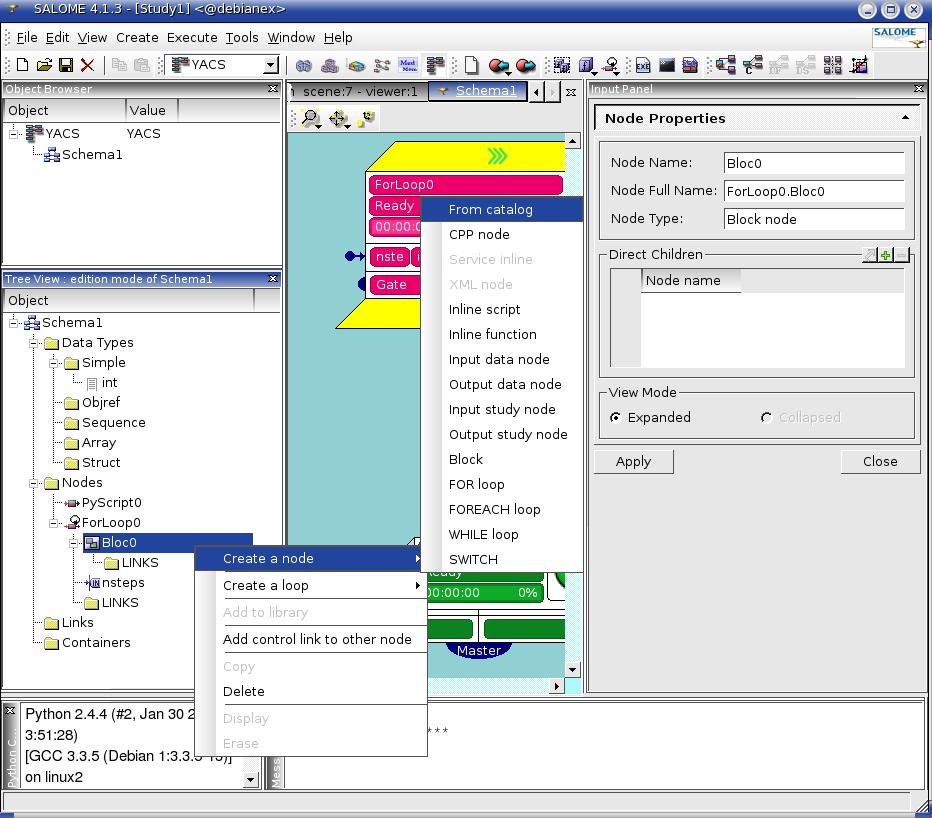 SALOME 4.1.3 - [Study1] <@debianex>
File Edit View Create Execute Tools Window Help
SALOME
YACS
Object Browser
Object Value
YACS YACS
Schema1
Tree View : edition mode of Schema1
Object
Schema1
Data Types
Simple
int
Objref
Sequence
Array
Struct
Nodes
PyScript0
ForLoop0
Bloc0
LINKS
nsteps
LINKS
Links
Containers
scene:7 - viewer:1 Schema1
ForLoop0
Ready
00:00:0
nste
Gate
00:00:00 0%
Master
Create a node
Create a loop
Add to library
Add control link to other node
Copy
Delete
Display
Erase
From catalog
CPP node
Service inline
XML node
Inline script
Inline function
Input data node
Output data node
Input study node
Output study node
Block
FOR loop
FOREACH loop
WHILE loop
SWITCH
Input Panel
Node Properties
Node Name: Bloc0
Node Full Name: ForLoop0.Bloc0
Node Type: Block node
Direct Children
Node name
View Mode
Expanded Collapsed
Apply Close
Python C
Python 2.4.4 (#2, Jan 30 2
3:51:28)
[GCC 3.3.5 (Debian 1:3.3.5-13)]
on linux2
Mess
***